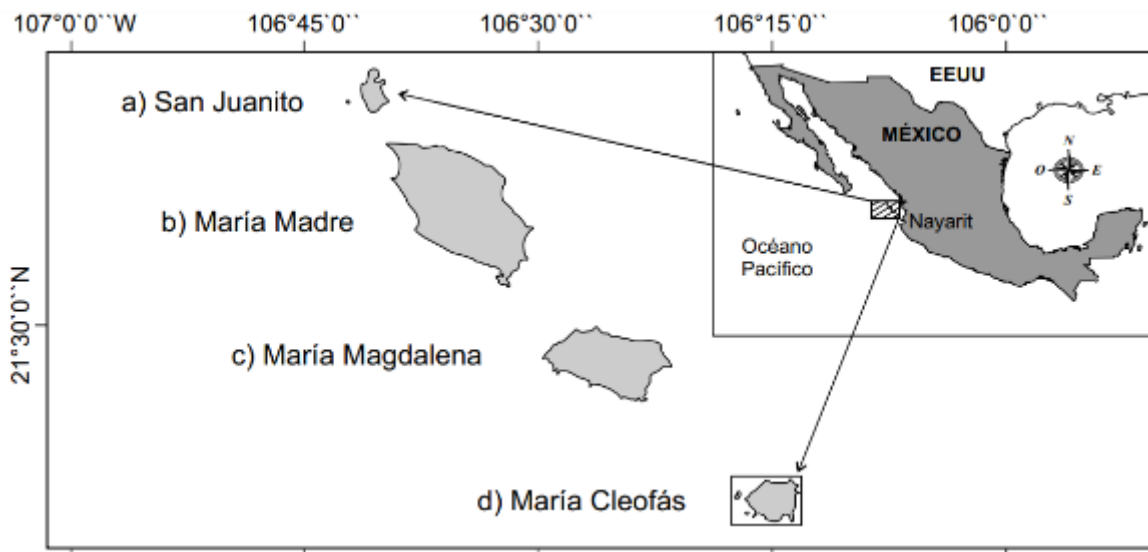 107°0´0´´W 106°45´0´´ 106°30´0´´ 106°15´0´´ 106°0´0´´
a) San Juanito
b) María Madre
c) María Magdalena
d) María Cleofás
21°30´0´´N
EEUU
MÉXICO
N
O E
S
Nayarit
Océano
Pacífico